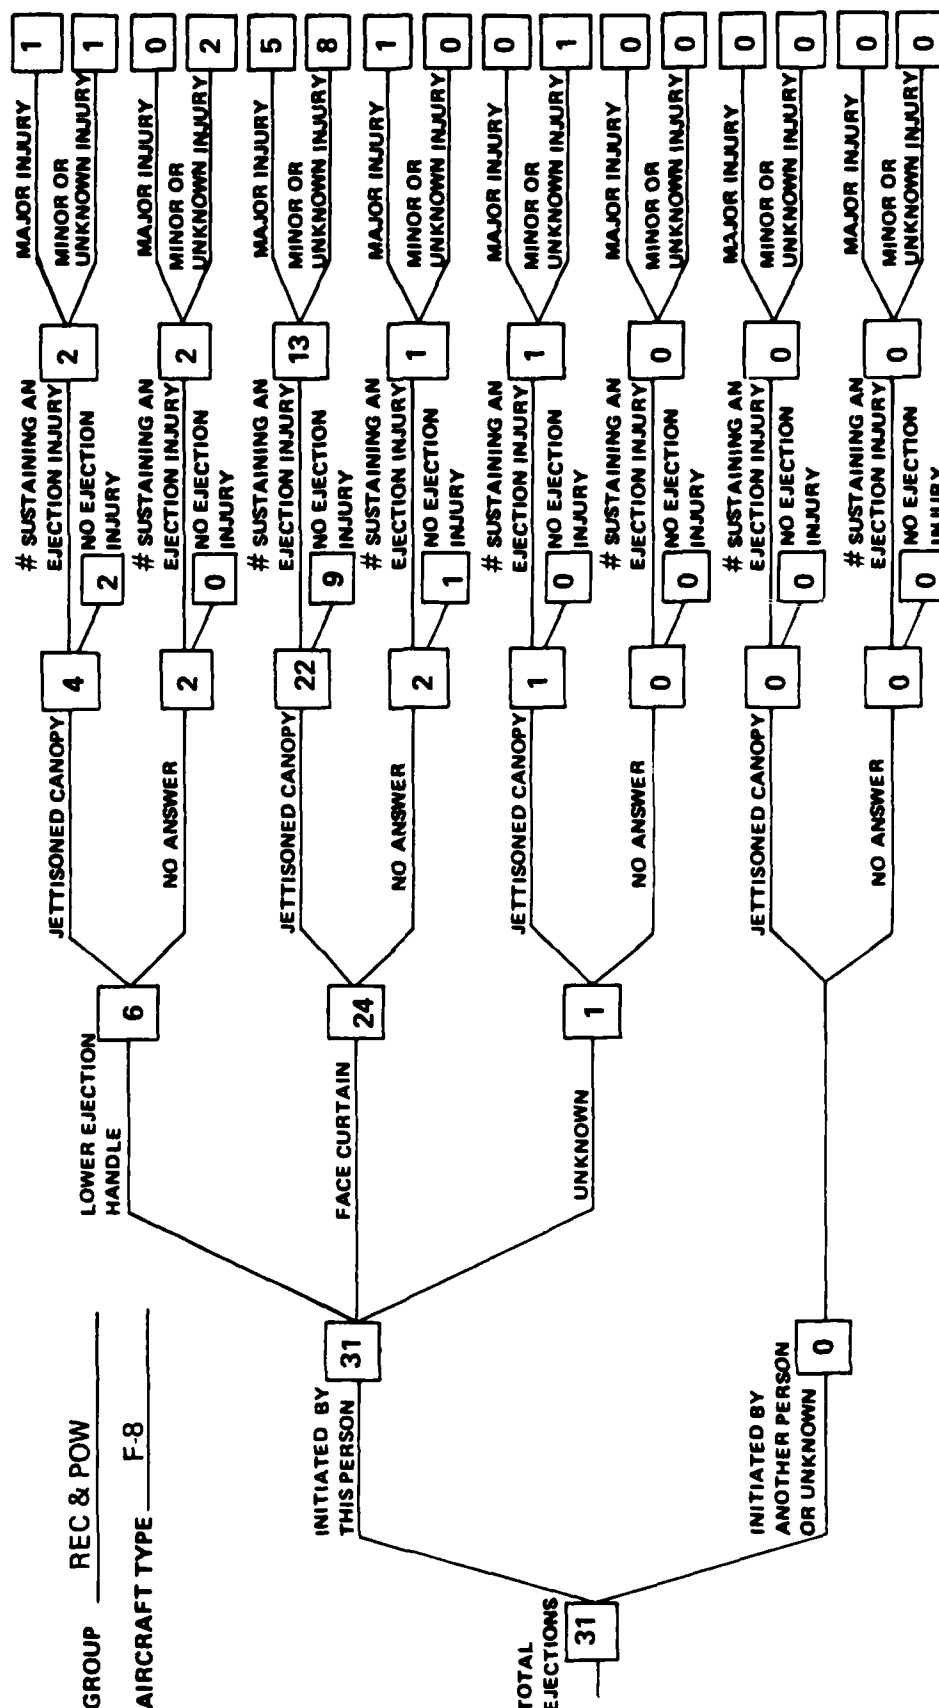 GROUP REC & POW
AIRCRAFT TYPE F-8
TOTAL
EJECTIONS
31
INITIATED BY
THIS PERSON
31
INITIATED BY
ANOTHER PERSON
OR UNKNOWN
0
LOWER EJECTION
HANDLE
6
FACE CURTAIN
24
UNKNOWN
1
JETTISONED CANOPY
4
# SUSTAINING AN
EJECTION INJURY
2
NO EJECTION
INJURY
2
MAJOR INJURY
1
MINOR OR
UNKNOWN INJURY
1
NO ANSWER
2
# SUSTAINING AN
EJECTION INJURY
2
NO EJECTION
INJURY
0
MAJOR INJURY
0
MINOR OR
UNKNOWN INJURY
2
JETTISONED CANOPY
22
# SUSTAINING AN
EJECTION INJURY
13
NO EJECTION
INJURY
9
MAJOR INJURY
5
MINOR OR
UNKNOWN INJURY
8
NO ANSWER
2
# SUSTAINING AN
EJECTION INJURY
1
NO EJECTION
INJURY
1
MAJOR INJURY
1
MINOR OR
UNKNOWN INJURY
0
JETTISONED CANOPY
1
# SUSTAINING AN
EJECTION INJURY
1
NO EJECTION
INJURY
0
MAJOR INJURY
0
MINOR OR
UNKNOWN INJURY
1
NO ANSWER
0
# SUSTAINING AN
EJECTION INJURY
0
NO EJECTION
INJURY
0
MAJOR INJURY
0
MINOR OR
UNKNOWN INJURY
0
JETTISONED CANOPY
0
# SUSTAINING AN
EJECTION INJURY
0
NO EJECTION
INJURY
0
MAJOR INJURY
0
MINOR OR
UNKNOWN INJURY
0
NO ANSWER
0
# SUSTAINING AN
EJECTION INJURY
0
NO EJECTION
INJURY
0
MAJOR INJURY
0
MINOR OR
UNKNOWN INJURY
0